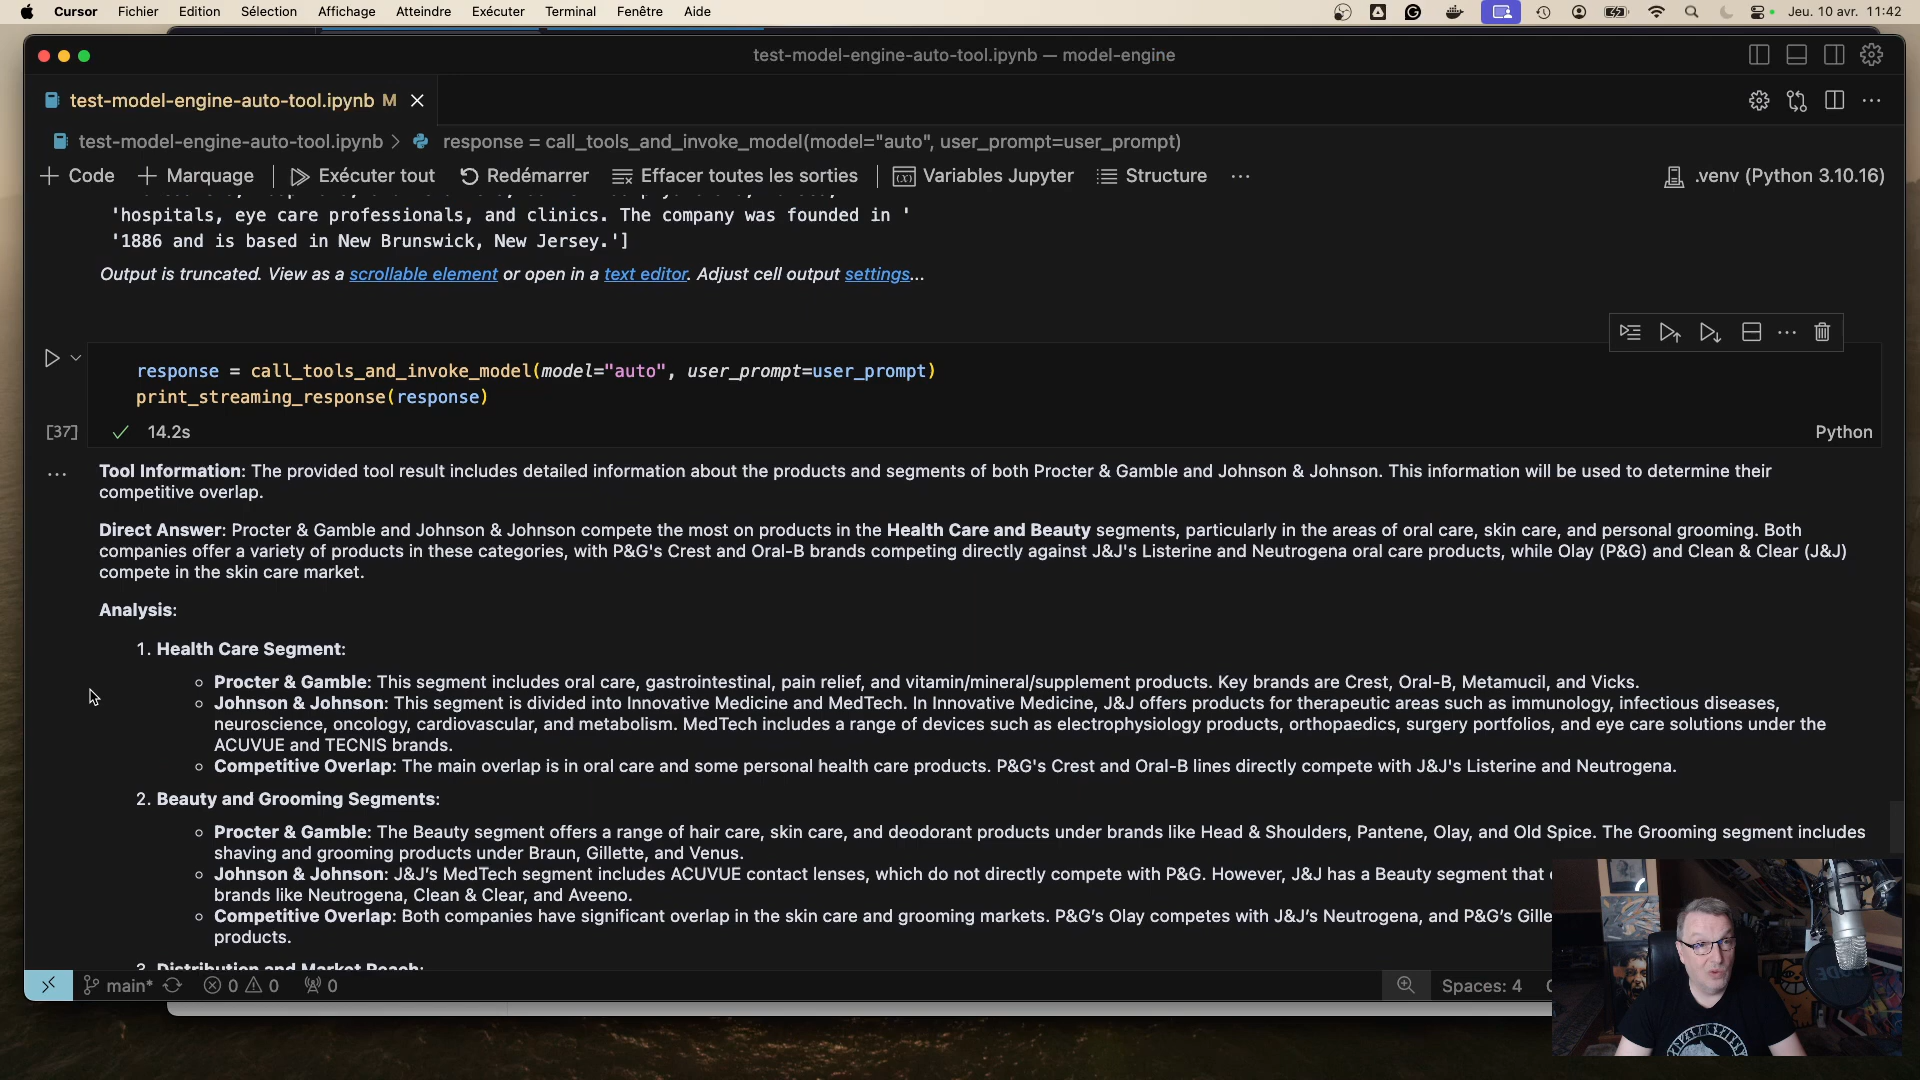 Cursor Fichier Edition Sélection Affichage Atteindre Exécuter Terminal Fenêtre Aide Jeu. 10 avr. 11:42
test-model-engine-auto-tool.ipynb — model-engine
test-model-engine-auto-tool.ipynb M
test-model-engine-auto-tool.ipynb > response = call_tools_and_invoke_model(model="auto", user_prompt=user_prompt)
+ Code + Marquage Exécuter tout Redémarrer Effacer toutes les sorties Variables Jupyter Structure ... .venv (Python 3.10.16)
'hospitals, eye care professionals, and clinics. The company was founded in '
'1886 and is based in New Brunswick, New Jersey.']
Output is truncated. View as a scrollable element or open in a text editor. Adjust cell output settings...
response = call_tools_and_invoke_model(model="auto", user_prompt=user_prompt)
print_streaming_response(response)
[37] 14.2s Python
Tool Information: The provided tool result includes detailed information about the products and segments of both Procter & Gamble and Johnson & Johnson. This information will be used to determine their
competitive overlap.
Direct Answer: Procter & Gamble and Johnson & Johnson compete the most on products in the Health Care and Beauty segments, particularly in the areas of oral care, skin care, and personal grooming. Both
companies offer a variety of products in these categories, with P&G's Crest and Oral-B brands competing directly against J&J's Listerine and Neutrogena oral care products, while Olay (P&G) and Clean & Clear (J&J)
compete in the skin care market.
Analysis:
1. Health Care Segment:
Procter & Gamble: This segment includes oral care, gastrointestinal, pain relief, and vitamin/mineral/supplement products. Key brands are Crest, Oral-B, Metamucil, and Vicks.
Johnson & Johnson: This segment is divided into Innovative Medicine and MedTech. In Innovative Medicine, J&J offers products for therapeutic areas such as immunology, infectious diseases,
neuroscience, oncology, cardiovascular, and metabolism. MedTech includes a range of devices such as electrophysiology products, orthopaedics, surgery portfolios, and eye care solutions under the
ACUVUE and TECNIS brands.
Competitive Overlap: The main overlap is in oral care and some personal health care products. P&G's Crest and Oral-B lines directly compete with J&J's Listerine and Neutrogena.
2. Beauty and Grooming Segments:
Procter & Gamble: The Beauty segment offers a range of hair care, skin care, and deodorant products under brands like Head & Shoulders, Pantene, Olay, and Old Spice. The Grooming segment includes
shaving and grooming products under Braun, Gillette, and Venus.
Johnson & Johnson: J&J's MedTech segment includes ACUVUE contact lenses, which do not directly compete with P&G. However, J&J has a Beauty segment that
brands like Neutrogena, Clean & Clear, and Aveeno.
Competitive Overlap: Both companies have significant overlap in the skin care and grooming markets. P&G's Olay competes with J&J's Neutrogena, and P&G's Gille
products.
3. Distribution and Market Reach:
main* 0 0 0 Spaces: 4